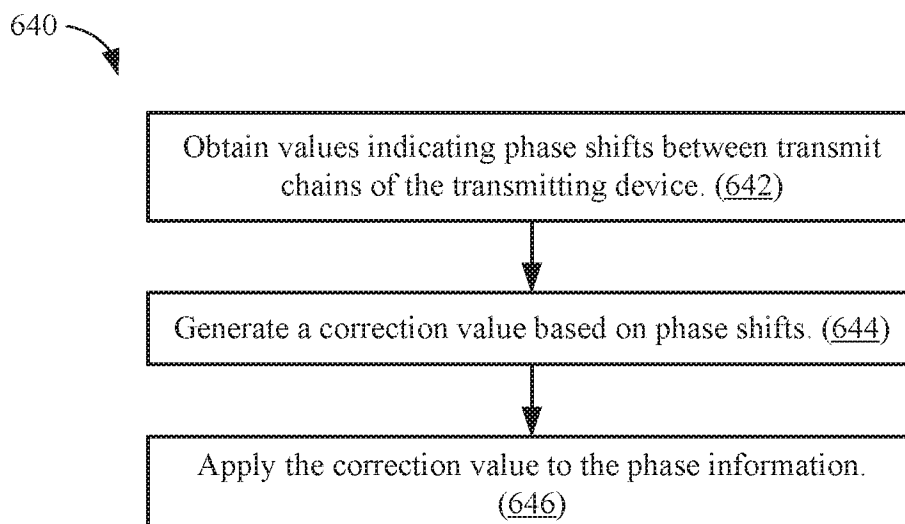 640
Obtain values indicating phase shifts between transmit
chains of the transmitting device. (642)
Generate a correction value based on phase shifts. (644)
Apply the correction value to the phase information.
(646)